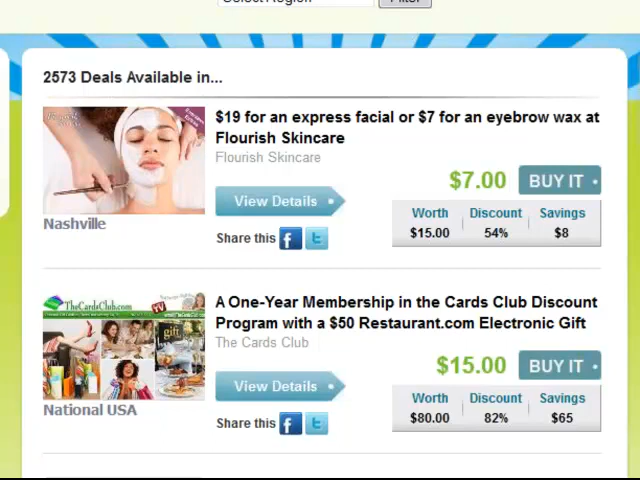 2573 Deals Available in...
$19 for an express facial or $7 for an eyebrow wax at
Flourish Skincare
Flourish Skincare
$7.00 BUY IT
View Details
Worth Discount Savings
$15.00 54% $8
Nashville
Share this
A One-Year Membership in the Cards Club Discount
Program with a $50 Restaurant.com Electronic Gift
The Cards Club
TheCardsClub.com
gift
$15.00 BUY IT
View Details
Worth Discount Savings
$80.00 82% $65
National USA
Share this